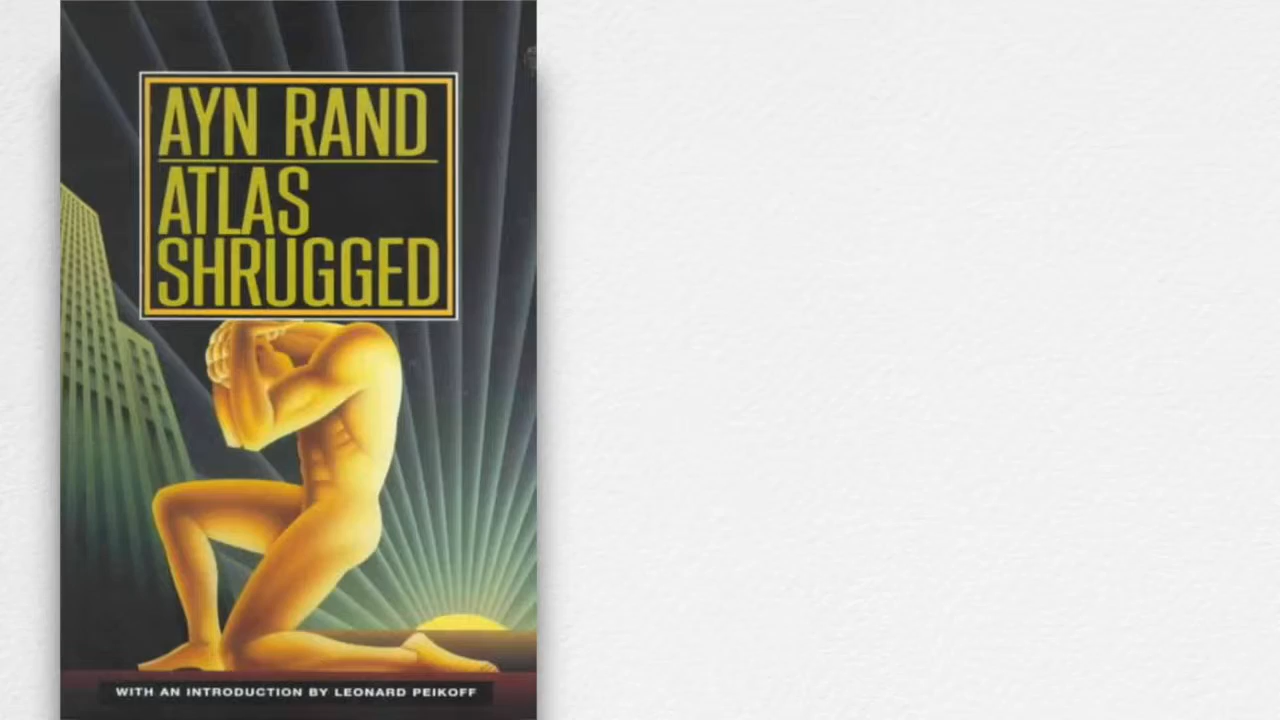 AYN RAND
ATLAS
SHRUGGED
WITH AN INTRODUCTION BY LEONARD PEIKOFF